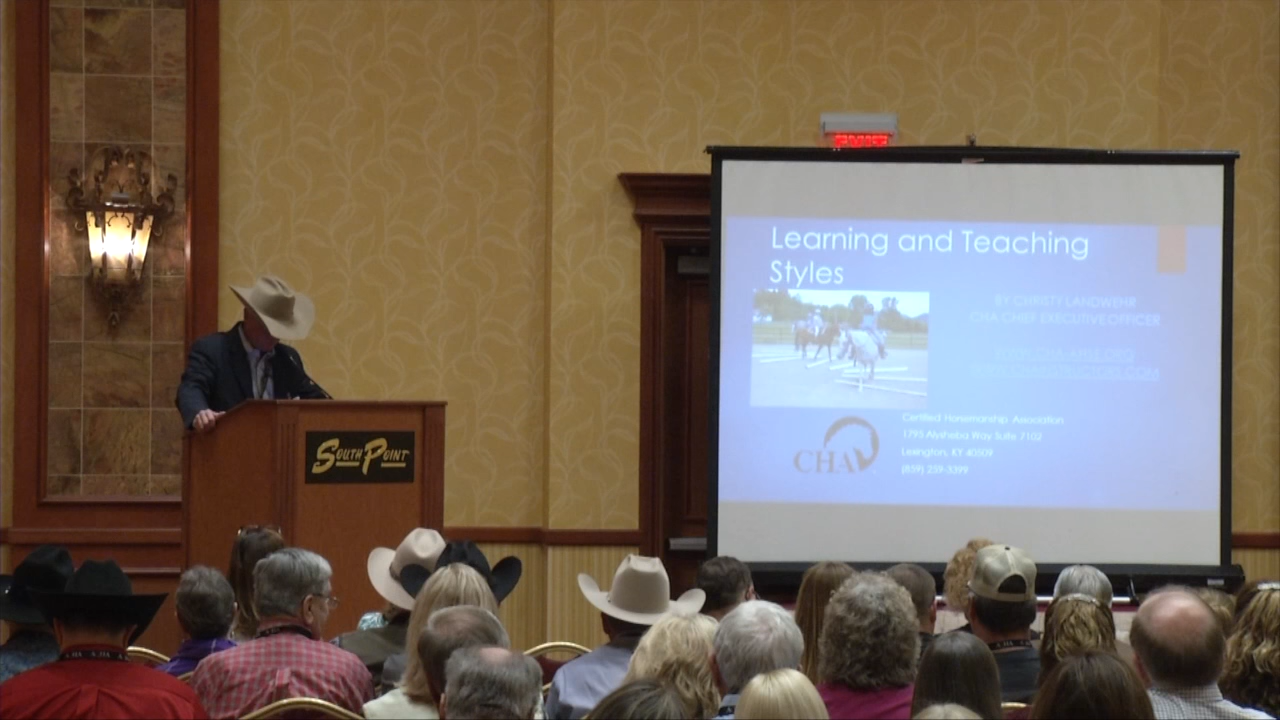 EXIT
Learning and Teaching
Styles
BY CHRISTY LANDWEHR
CHA CHIEF EXECUTIVE OFFICER
SOUTH POINT
CHA
Certified Horsemanship Association
1795 Alysheba Way Suite 7102
Lexington, KY 40509
(859) 259-3399